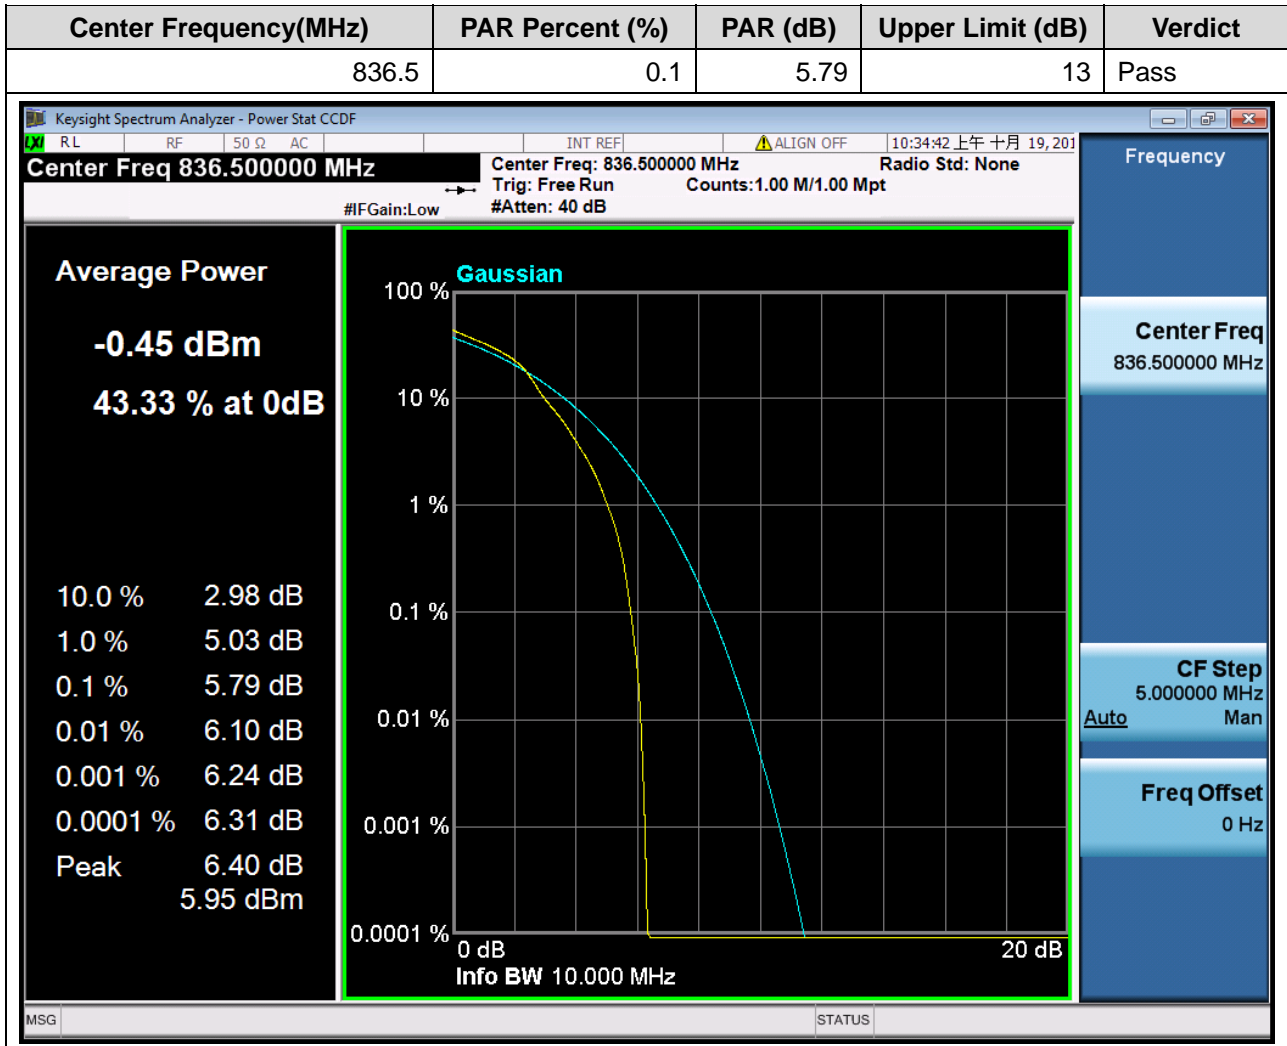 Center Frequency(MHz) PAR Percent (%) PAR (dB) Upper Limit (dB) Verdict
836.5 0.1 5.79 13 Pass
Keysight Spectrum Analyzer - Power Stat CCDF
LXI RL RF 50 Ω AC INT REF ALIGN OFF 10:34:42 上午 十月 19, 201
Center Freq 836.500000 MHz
Center Freq: 836.500000 MHz Radio Std: None
Trig: Free Run Counts:1.00 M/1.00 Mpt
#IFGain:Low #Atten: 40 dB
Average Power
-0.45 dBm
43.33 % at 0dB
10.0 % 2.98 dB
1.0 % 5.03 dB
0.1 % 5.79 dB
0.01 % 6.10 dB
0.001 % 6.24 dB
0.0001 % 6.31 dB
Peak 6.40 dB
5.95 dBm
Gaussian
100 %
10 %
1 %
0.1 %
0.01 %
0.001 %
0.0001 %
0 dB 20 dB
Info BW 10.000 MHz
Frequency
Center Freq
836.500000 MHz
CF Step
5.000000 MHz
Auto Man
Freq Offset
0 Hz
MSG STATUS